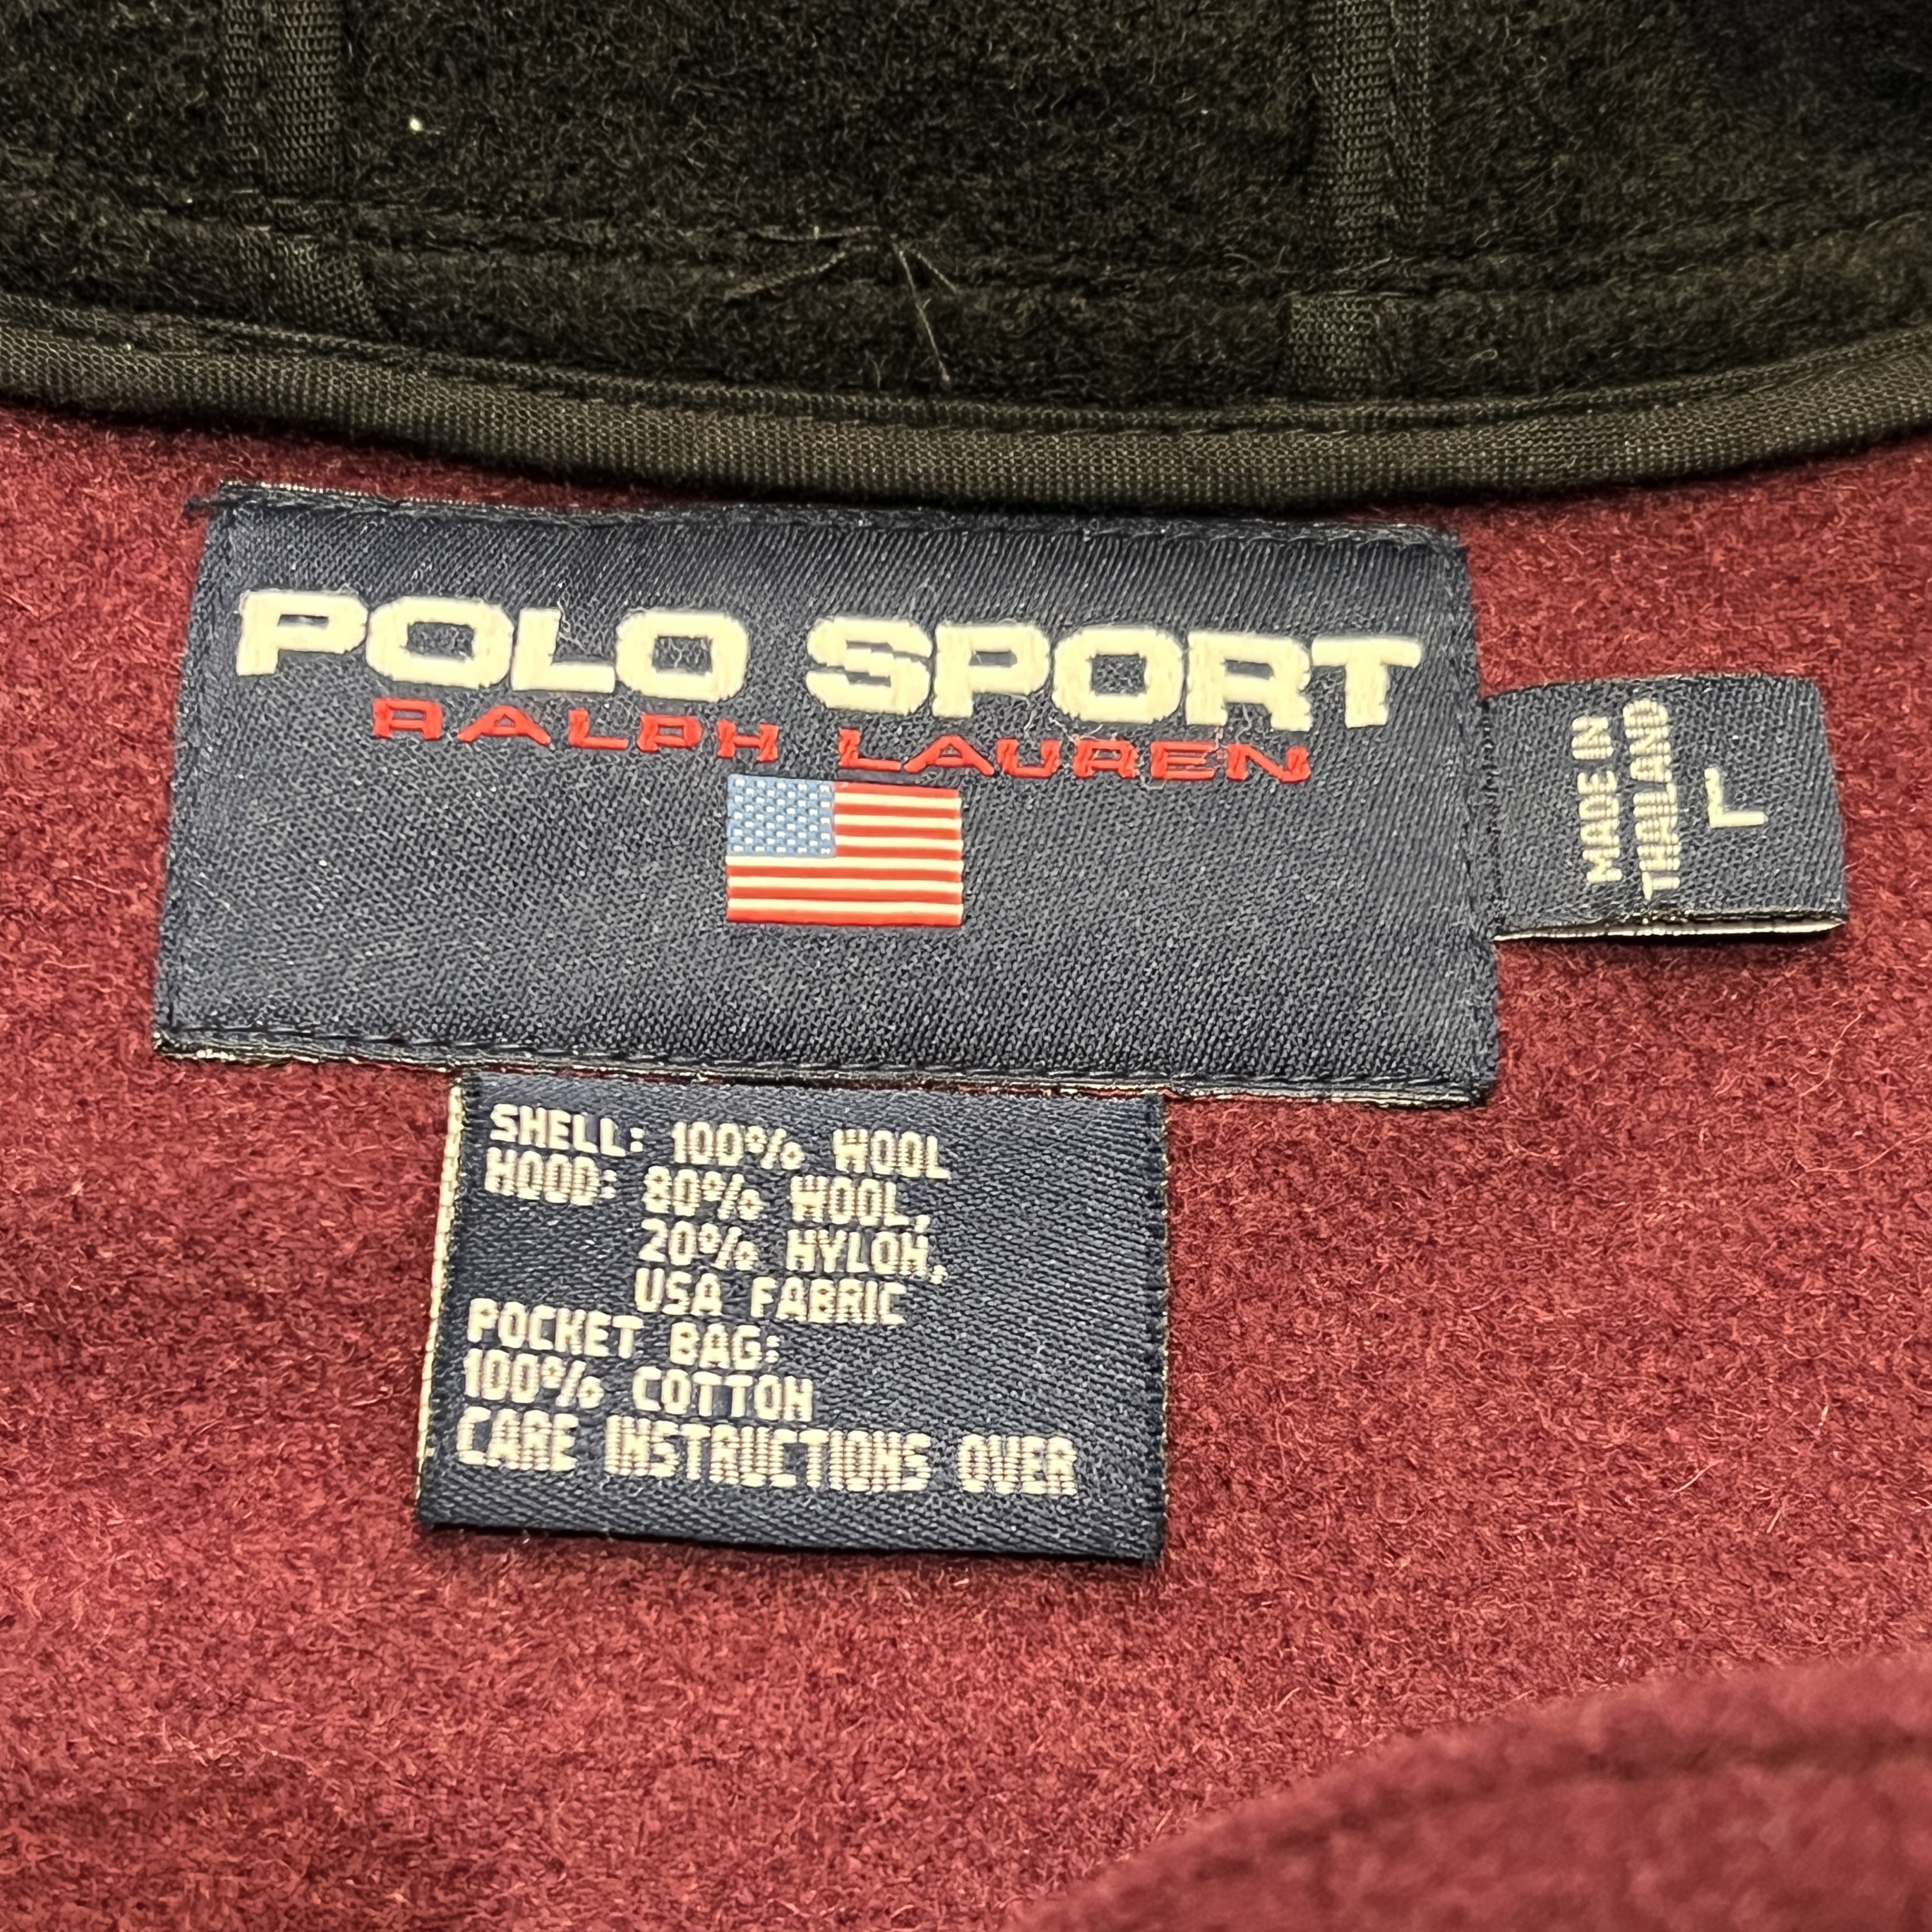 POLO SPORT
RALPH LAUREN
MADE IN
THAILAND
L
SHELL: 100% WOOL
HOOD: 80% WOOL,
20% NYLON,
USA FABRIC
POCKET BAG:
100% COTTON
CARE INSTRUCTIONS OVER